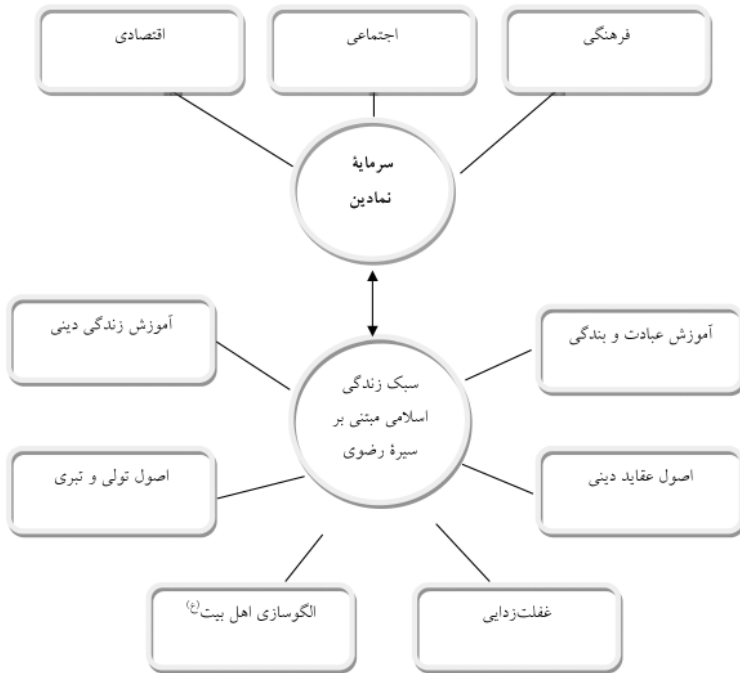 فرهنگی
اجتماعی
اقتصادی
سرمایهٔ
نمادین
آموزش زندگی دینی
آموزش عبادت و بندگی
سبک زندگی
اسلامی مبتنی بر
سیرهٔ رضوی
اصول تولی و تبری
اصول عقاید دینی
الگوسازی اهل بیت(ع)
غفلت‌زدایی